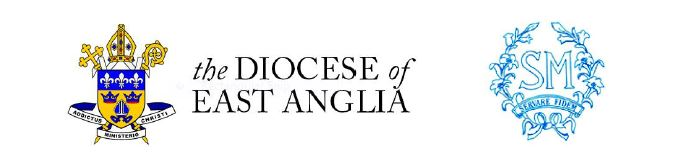 the DIOCESE of
EAST ANGLIA
ADDICTUS MINISTERIO CHRISTI
SM
SERVARE FIDEM